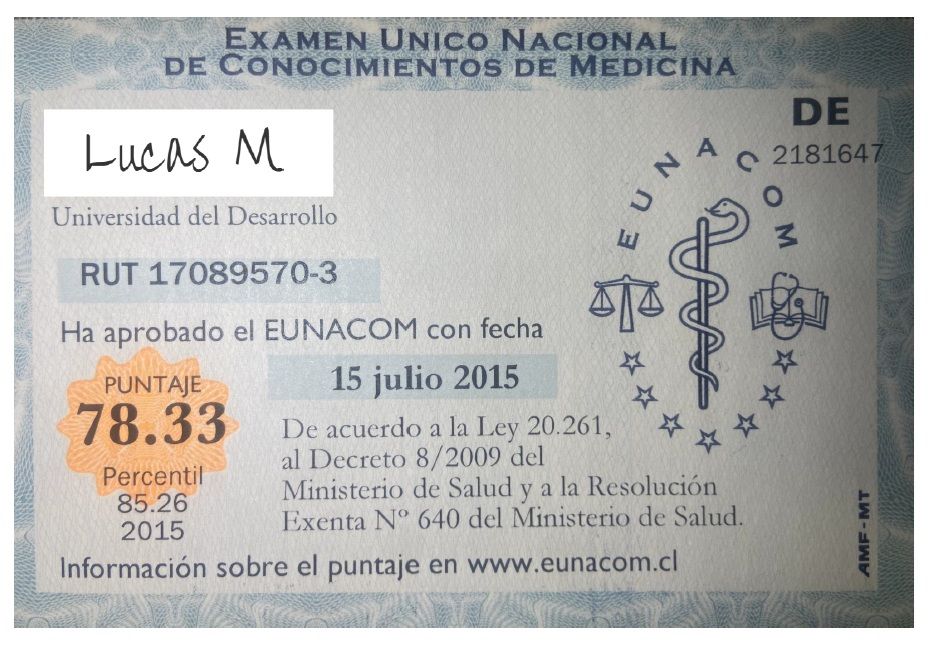 EXAMEN UNICO NACIONAL
DE CONOCIMIENTOS DE MEDICINA
Lucas M
DE
2181647
Universidad del Desarrollo
EUNACOM
RUT 17089570-3
Ha aprobado el EUNACOM con fecha
15 julio 2015
PUNTAJE
78.33
Percentil
85.26
2015
De acuerdo a la Ley 20.261,
al Decreto 8/2009 del
Ministerio de Salud y a la Resolución
Exenta Nº 640 del Ministerio de Salud.
Información sobre el puntaje en www.eunacom.cl
AMF-MT